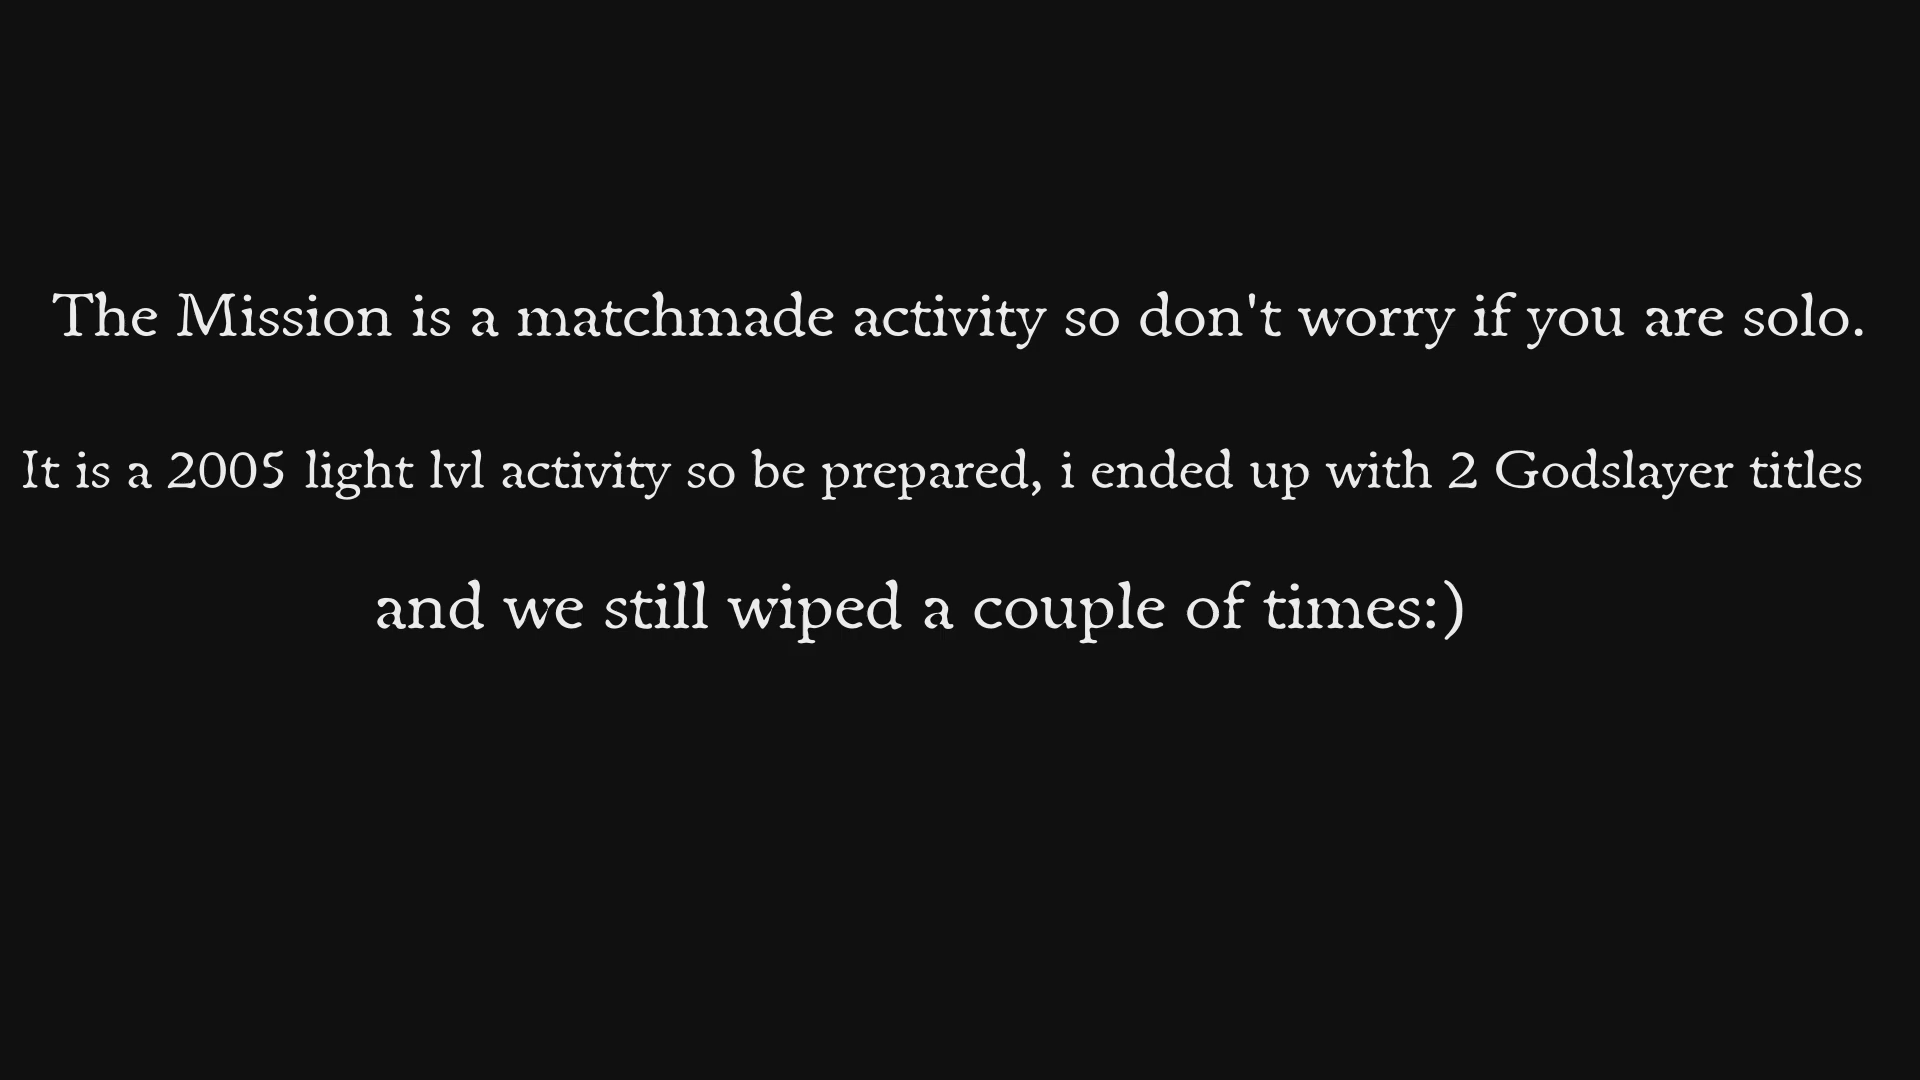 The Mission is a matchmade activity so don't worry if you are solo.
It is a 2005 light lvl activity so be prepared, i ended up with 2 Godslayer titles
and we still wiped a couple of times:)